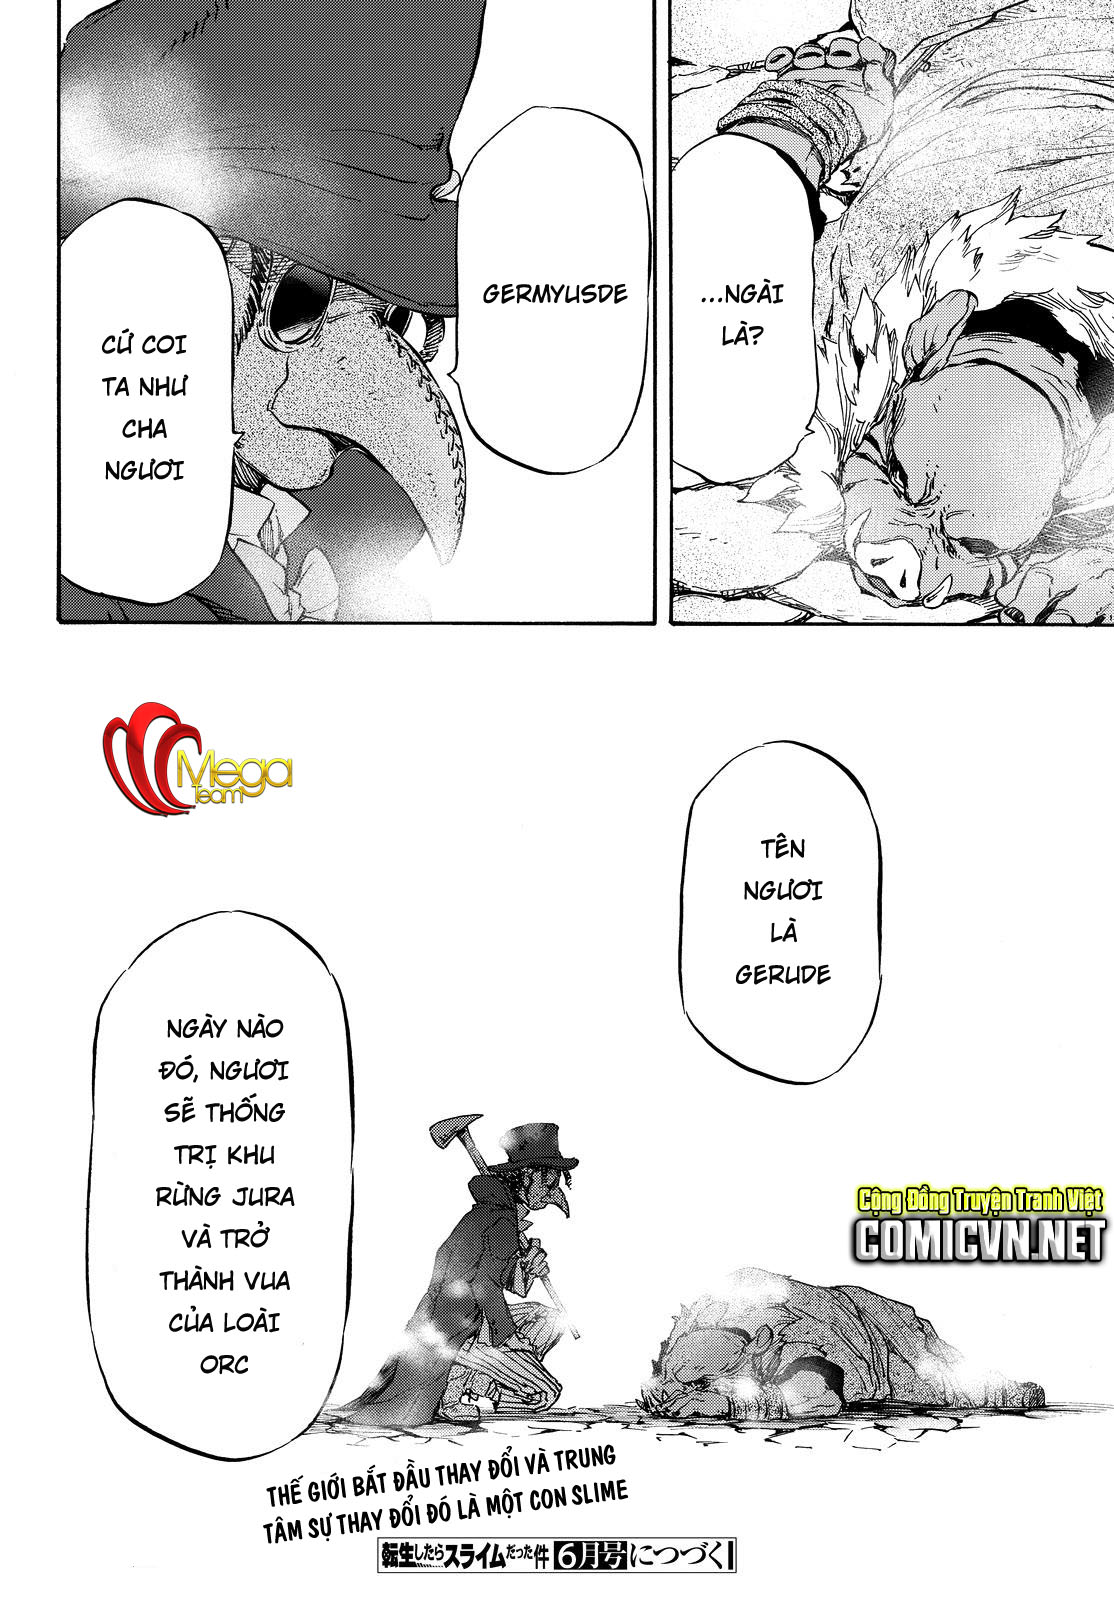 ...NGÀI
LÀ?
GERMYUSDE
CỨ COI
TA NHƯ
CHA
NGƯƠI
Mega
Team
TÊN
NGƯƠI
LÀ
GERUDE
NGÀY NÀO
ĐÓ, NGƯƠI
SẼ THỐNG
TRỊ KHU
RỪNG JURA
VÀ TRỞ
THÀNH VUA
CỦA LOÀI
ORC
Cộng Đồng Truyện Tranh Việt
COMICVN.NET
THẾ GIỚI BẮT ĐẦU THAY ĐỔI VÀ TRUNG
TÂM SỰ THAY ĐỔI ĐÓ LÀ MỘT CON SLIME
転生したらスライムだった件 6月号につづく